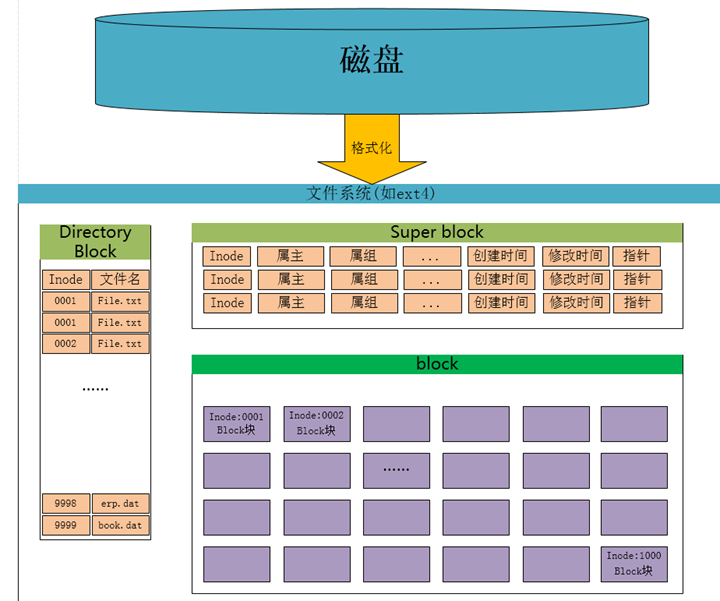 磁盘
格式化
文件系统(如ext4)
Directory
Block
Inode 文件名
0001 File.txt
0001 File.txt
0002 File.txt
......
9998 erp.dat
9999 book.dat
Super block
Inode 属主 属组 ... 创建时间 修改时间 指针
Inode 属主 属组 ... 创建时间 修改时间 指针
Inode 属主 属组 ... 创建时间 修改时间 指针
block
Inode:0001
Block块
Inode:0002
Block块
......
Inode:1000
Block块